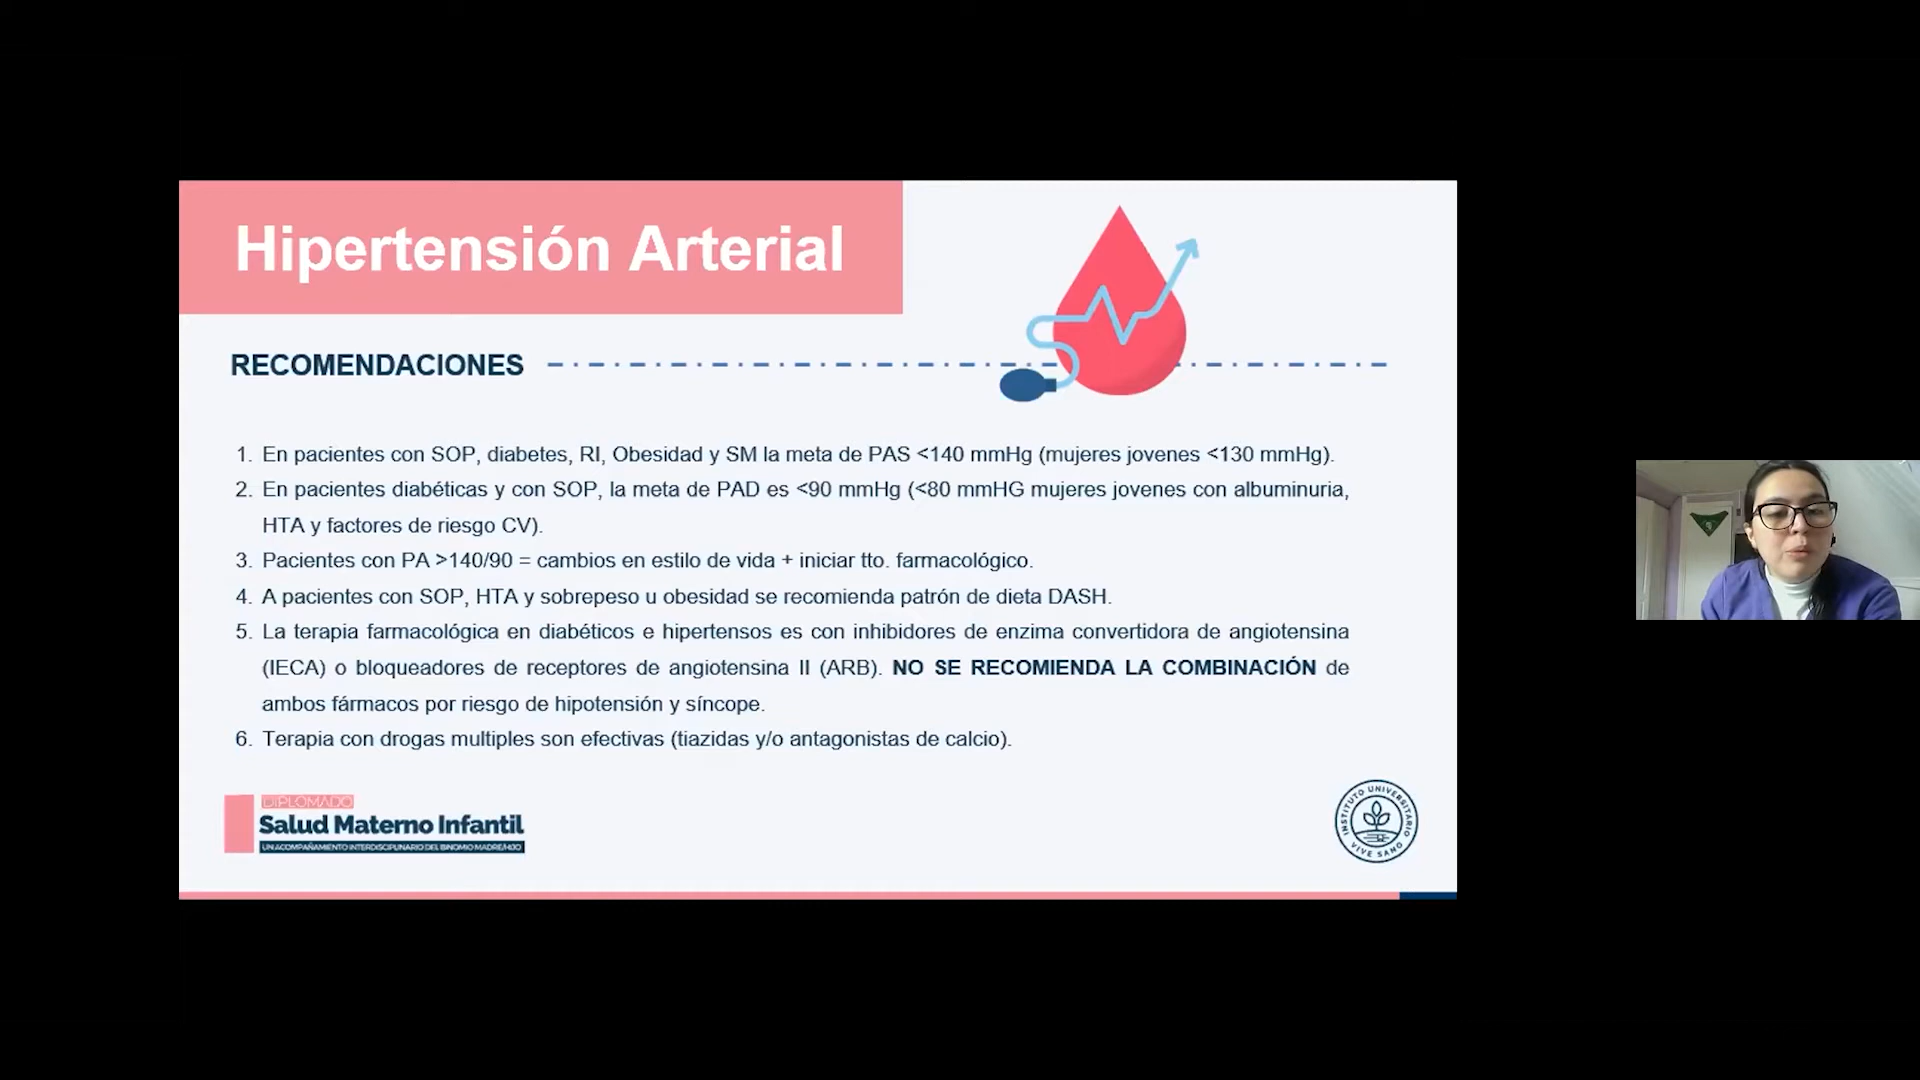 Hipertensión Arterial
RECOMENDACIONES
1. En pacientes con SOP, diabetes, RI, Obesidad y SM la meta de PAS <140 mmHg (mujeres jovenes <130 mmHg).
2. En pacientes diabéticas y con SOP, la meta de PAD es <90 mmHg (<80 mmHG mujeres jovenes con albuminuria,
HTA y factores de riesgo CV).
3. Pacientes con PA >140/90 = cambios en estilo de vida + iniciar tto. farmacológico.
4. A pacientes con SOP, HTA y sobrepeso u obesidad se recomienda patrón de dieta DASH.
5. La terapia farmacológica en diabéticos e hipertensos es con inhibidores de enzima convertidora de angiotensina
(IECA) o bloqueadores de receptores de angiotensina II (ARB). NO SE RECOMIENDA LA COMBINACIÓN de
ambos fármacos por riesgo de hipotensión y síncope.
6. Terapia con drogas multiples son efectivas (tiazidas y/o antagonistas de calcio).
DIPLOMADO
Salud Materno Infantil
UN ACOMPAÑAMIENTO INTERDISCIPLINARIO DEL BINOMIO MADRE/HIJO
INSTITUTO UNIVERSITARIO
VIVE SANO